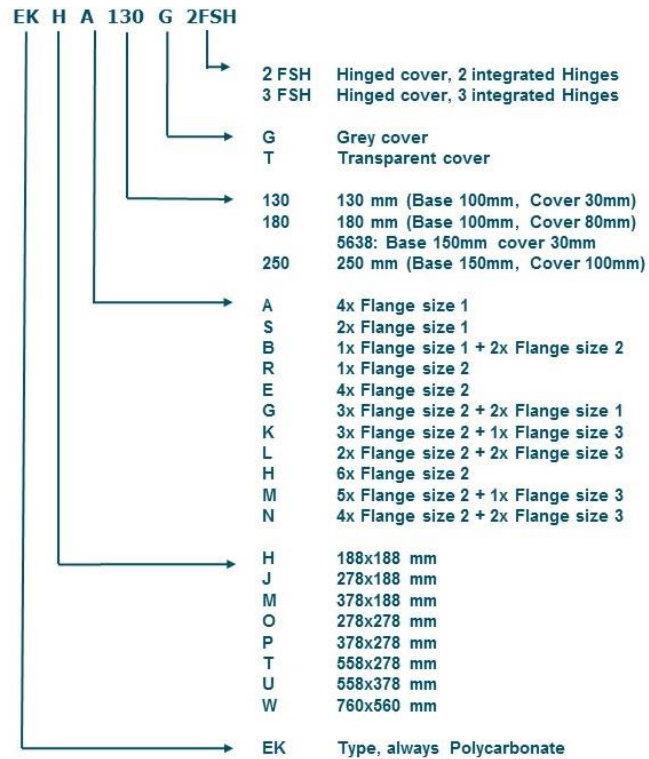 EK H A 130 G 2FSH
2 FSH Hinged cover, 2 integrated Hinges
3 FSH Hinged cover, 3 integrated Hinges
G Grey cover
T Transparent cover
130 130 mm (Base 100mm, Cover 30mm)
180 180 mm (Base 100mm, Cover 80mm)
5638: Base 150mm cover 30mm
250 250 mm (Base 150mm, Cover 100mm)
A 4x Flange size 1
S 2x Flange size 1
B 1x Flange size 1 + 2x Flange size 2
R 1x Flange size 2
E 4x Flange size 2
G 3x Flange size 2 + 2x Flange size 1
K 3x Flange size 2 + 1x Flange size 3
L 2x Flange size 2 + 2x Flange size 3
H 6x Flange size 2
M 5x Flange size 2 + 1x Flange size 3
N 4x Flange size 2 + 2x Flange size 3
H 188x188 mm
J 278x188 mm
M 378x188 mm
O 278x278 mm
P 378x278 mm
T 558x278 mm
U 558x378 mm
W 760x560 mm
EK Type, always Polycarbonate